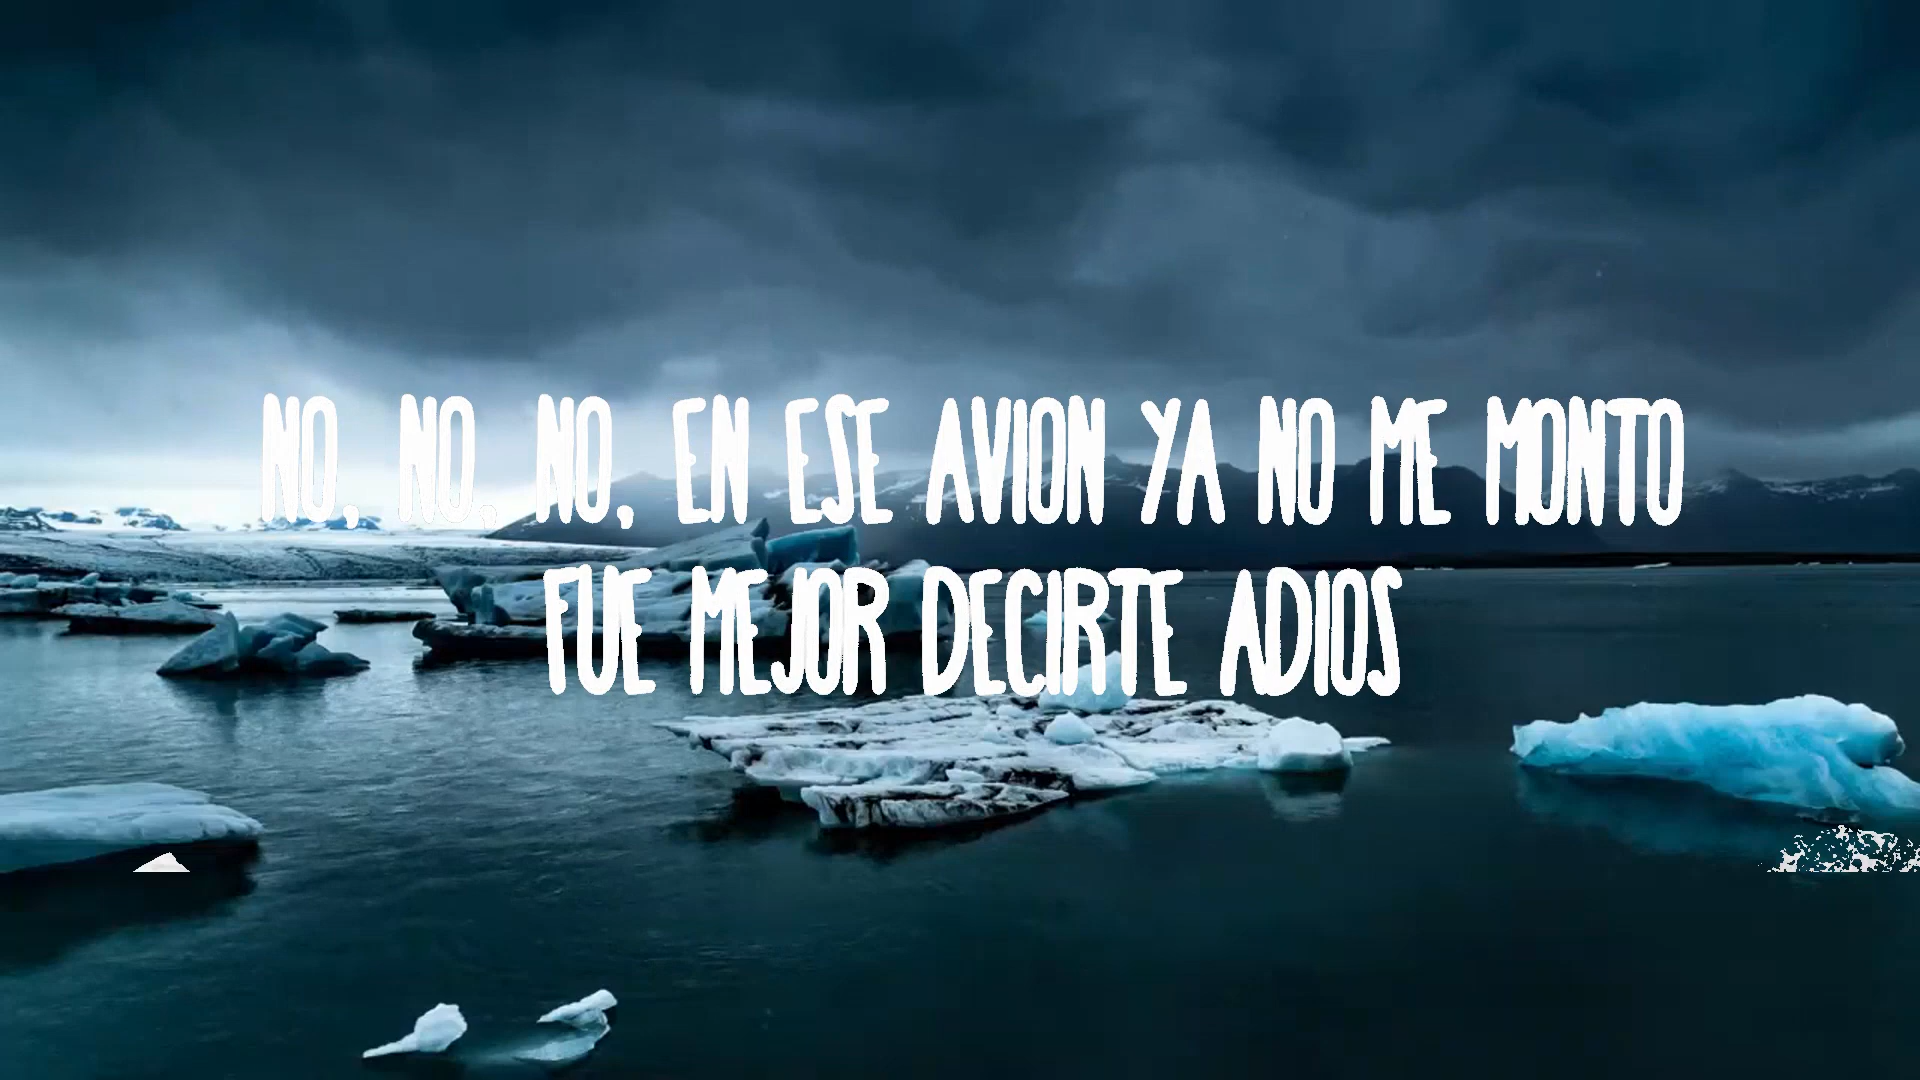 NO, NO, NO, EN ESE AVION YA NO ME MONTO
FUE MEJOR DECIRTE ADIOS